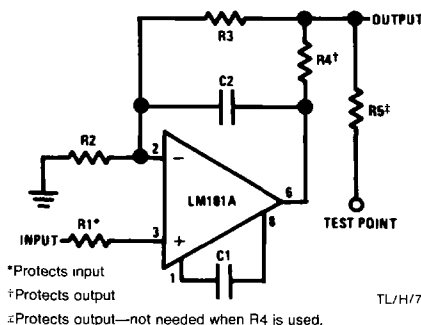 R3
OUTPUT
R4†
C2
R5‡
R2
2
LM101A
6
TEST POINT
R1*
INPUT
3
8
C1
1
*Protects input
†Protects output
TL/H/7
‡Protects output—not needed when R4 is used.